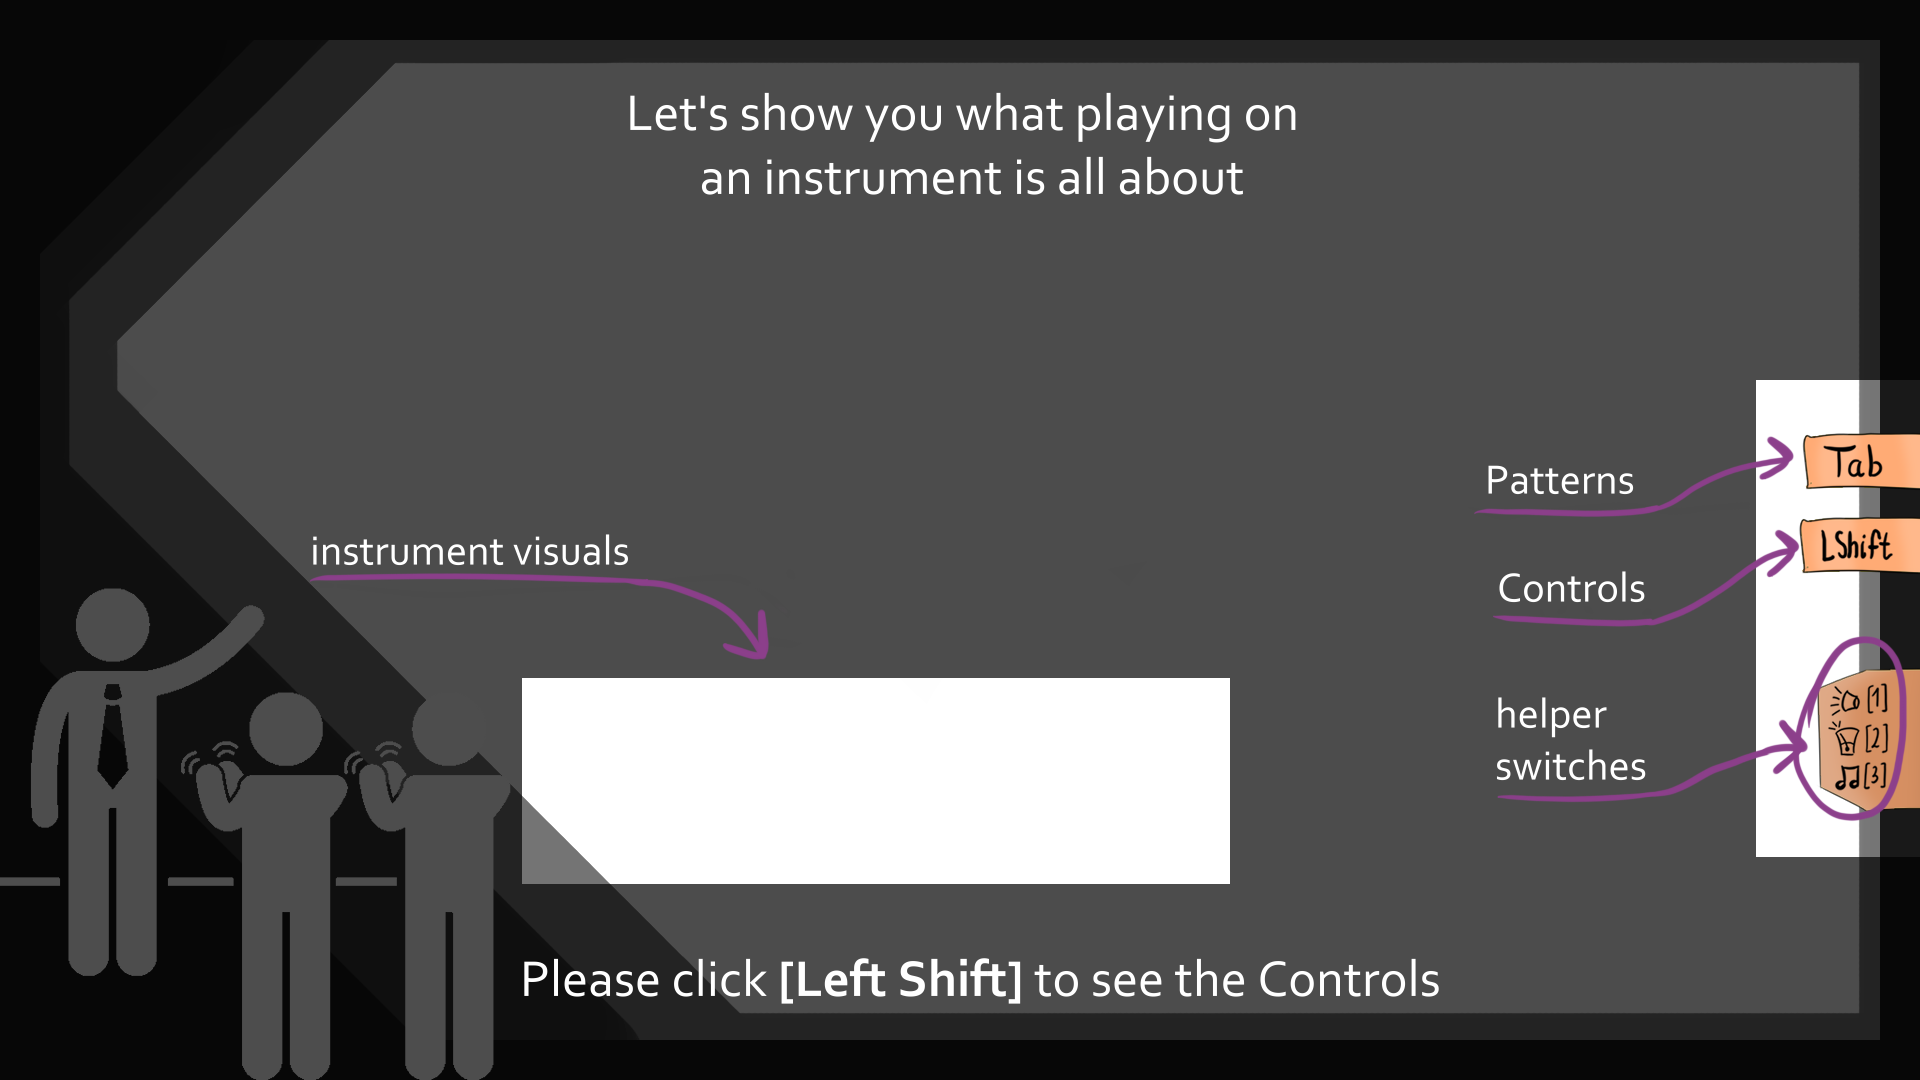 Let's show you what playing on
an instrument is all about
Patterns
Tab
instrument visuals
LShift
Controls
helper
switches
[1]
[2]
[3]
Please click [Left Shift] to see the Controls